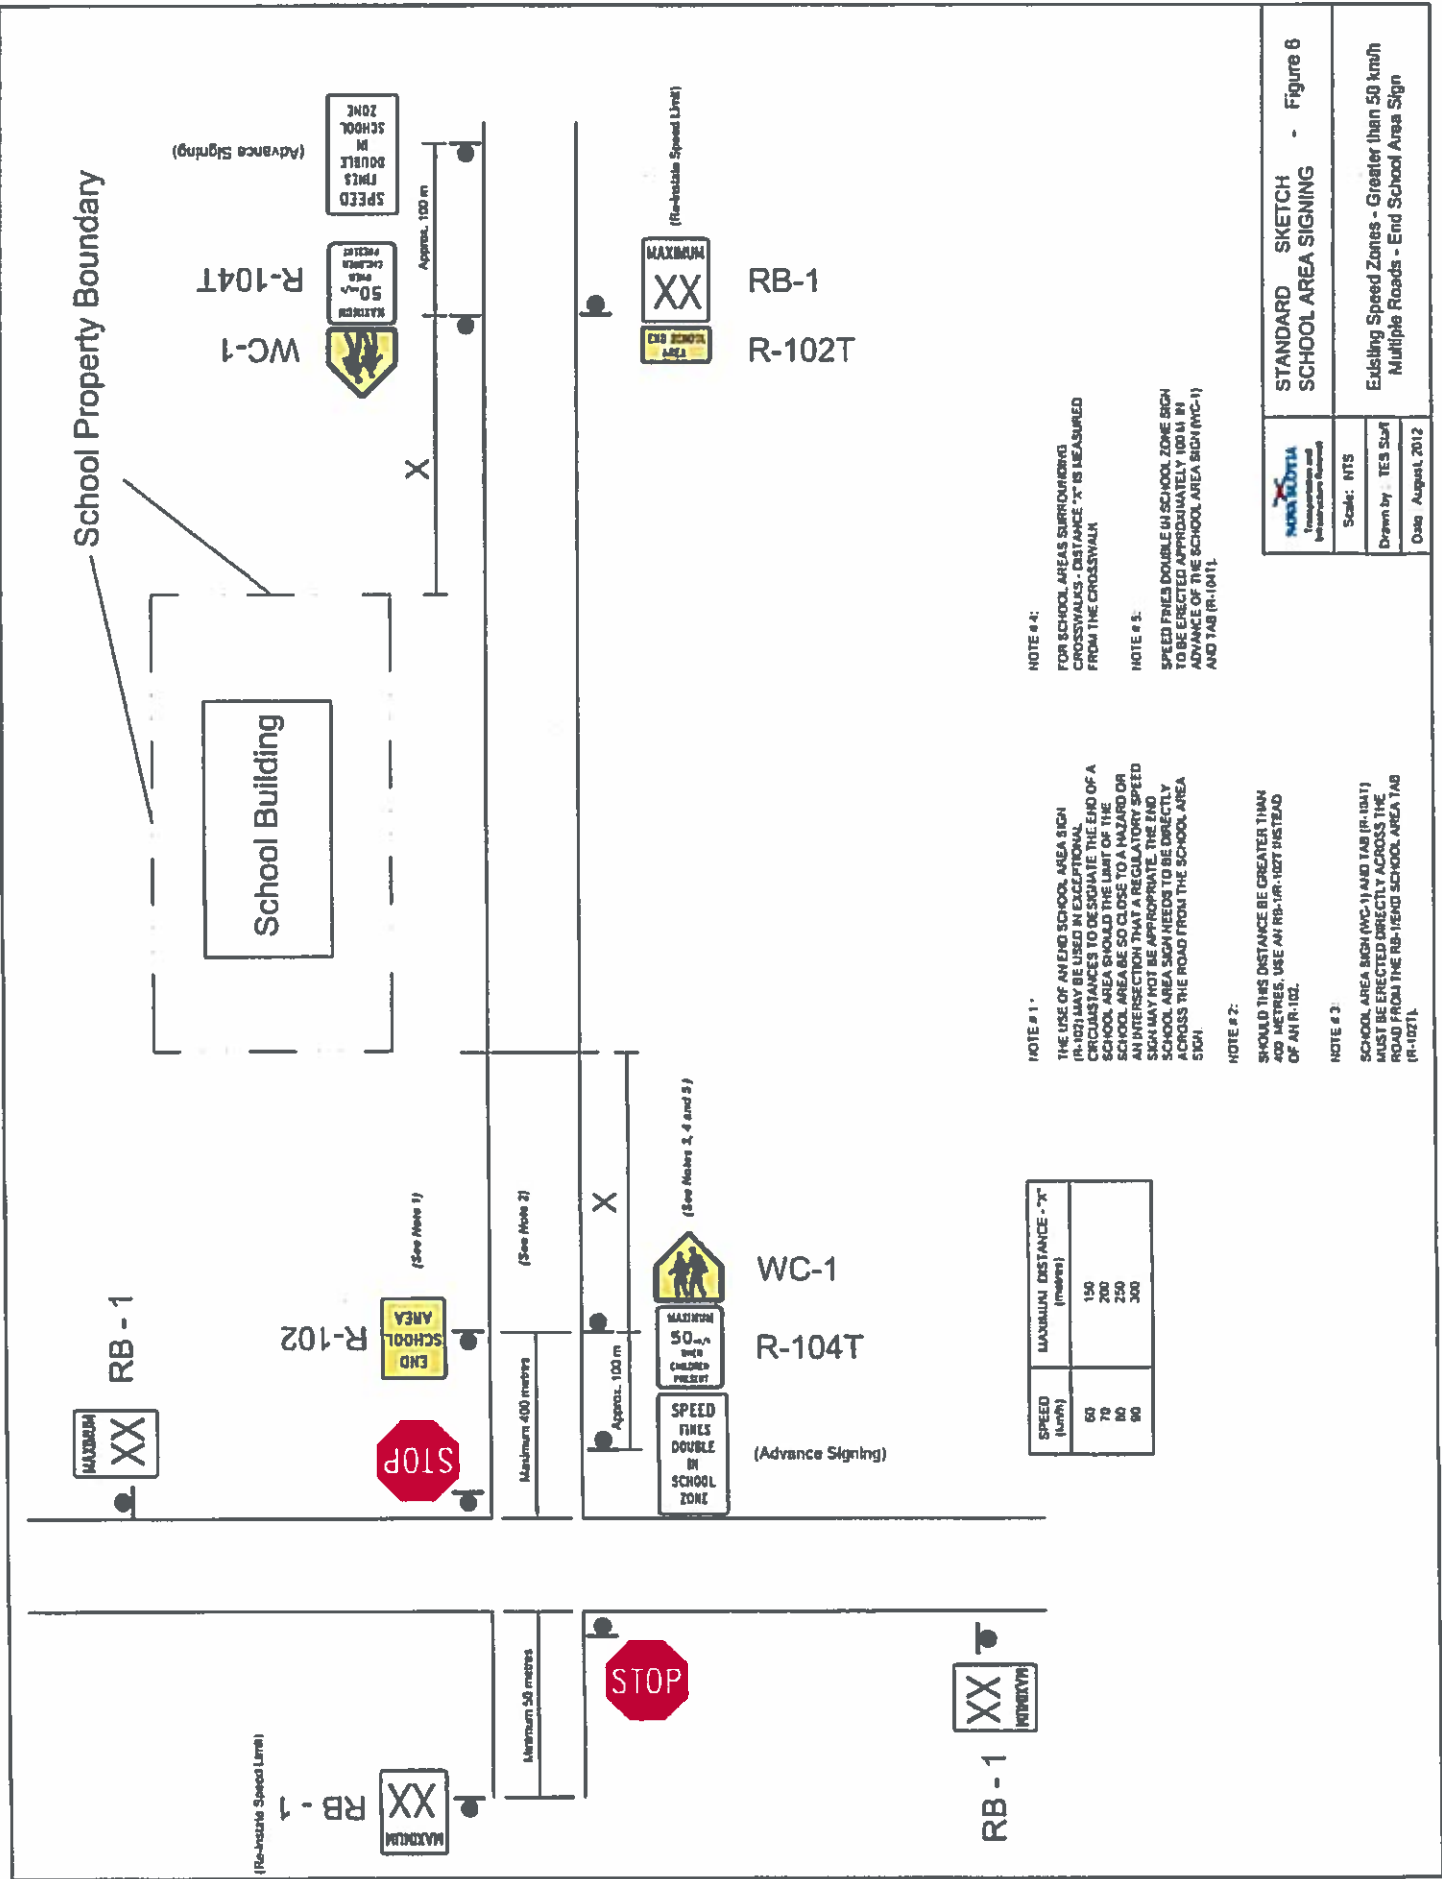 School Property Boundary
School Building
(Advance Signing)
SPEED
FINES
DOUBLE
IN
SCHOOL
ZONE
R-104T
MAXIMUM
50 km/h
WHEN
CHILDREN
PRESENT
WC-1
Approx. 100 m
X
(Re-Instate Speed Limit)
MAXIMUM
XX
RB-1
END SCHOOL
AREA
R-102T
RB - 1
MAXIMUM
XX
R-102
END
SCHOOL
AREA
(See Note 1)
STOP
Maximum 400 metres
(See Note 2)
X
Approx. 100 m
WC-1
(See Notes 3, 4 and 5)
MAXIMUM
50 km/h
WHEN
CHILDREN
PRESENT
R-104T
SPEED
FINES
DOUBLE
IN
SCHOOL
ZONE
(Advance Signing)
Minimum 50 metres
STOP
(Re-Instate Speed Limit)
RB - 1
MAXIMUM
XX
RB - 1
MAXIMUM
XX
SPEED
(km/h)
MAXIMUM DISTANCE - "X"
(metres)
60 150
70 200
80 250
90 300
NOTE # 1:
THE USE OF AN END SCHOOL AREA SIGN
(R-102) MAY BE USED IN EXCEPTIONAL
CIRCUMSTANCES TO DESIGNATE THE END OF A
SCHOOL AREA SHOULD THE LIMIT OF THE
SCHOOL AREA BE SO CLOSE TO A HAZARD OR
AN INTERSECTION THAT A REGULATORY SPEED
SIGN MAY NOT BE APPROPRIATE. THE END
SCHOOL AREA SIGN NEEDS TO BE DIRECTLY
ACROSS THE ROAD FROM THE SCHOOL AREA
SIGN.
NOTE # 2:
SHOULD THIS DISTANCE BE GREATER THAN
400 METRES, USE AN RB-1/R-102T INSTEAD
OF AN R-102.
NOTE # 3
SCHOOL AREA SIGN (WC-1) AND TAB (R-104T)
MUST BE ERECTED DIRECTLY ACROSS THE
ROAD FROM THE RB-1/END SCHOOL AREA TAB
(R-102T).
NOTE # 4:
FOR SCHOOL AREAS SURROUNDING
CROSSWALKS - DISTANCE "X" IS MEASURED
FROM THE CROSSWALK
NOTE # 5:
SPEED FINES DOUBLE IN SCHOOL ZONE SIGN
TO BE ERECTED APPROXIMATELY 100 M IN
ADVANCE OF THE SCHOOL AREA SIGN (WC-1)
AND TAB (R-104T).
NOVA SCOTIA
Transportation and
Infrastructure Renewal
STANDARD SKETCH - Figure 6
SCHOOL AREA SIGNING
Scale: NTS
Drawn by : TES Staff
Date : August, 2012
Existing Speed Zones - Greater than 50 km/h
Multiple Roads - End School Area Sign